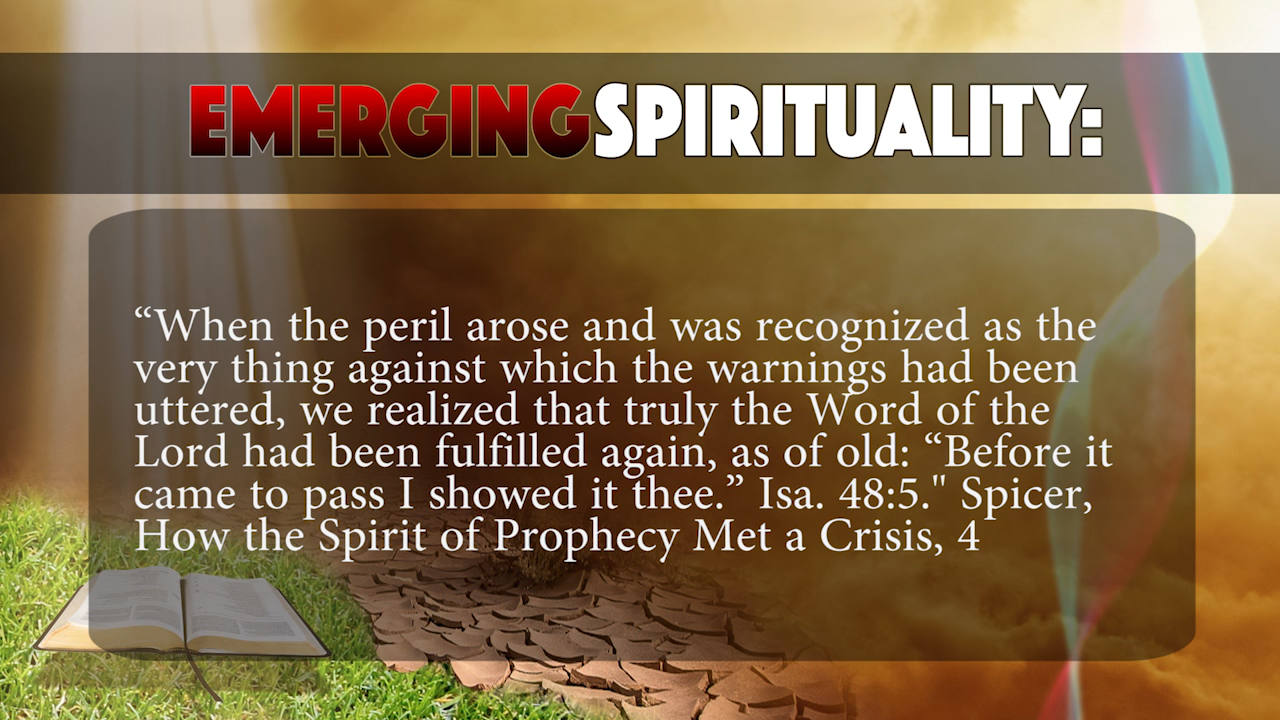 EMERGINGSPIRITUALITY:
“When the peril arose and was recognized as the
very thing against which the warnings had been
uttered, we realized that truly the Word of the
Lord had been fulfilled again, as of old: “Before it
came to pass I showed it thee.” Isa. 48:5." Spicer,
How the Spirit of Prophecy Met a Crisis, 4